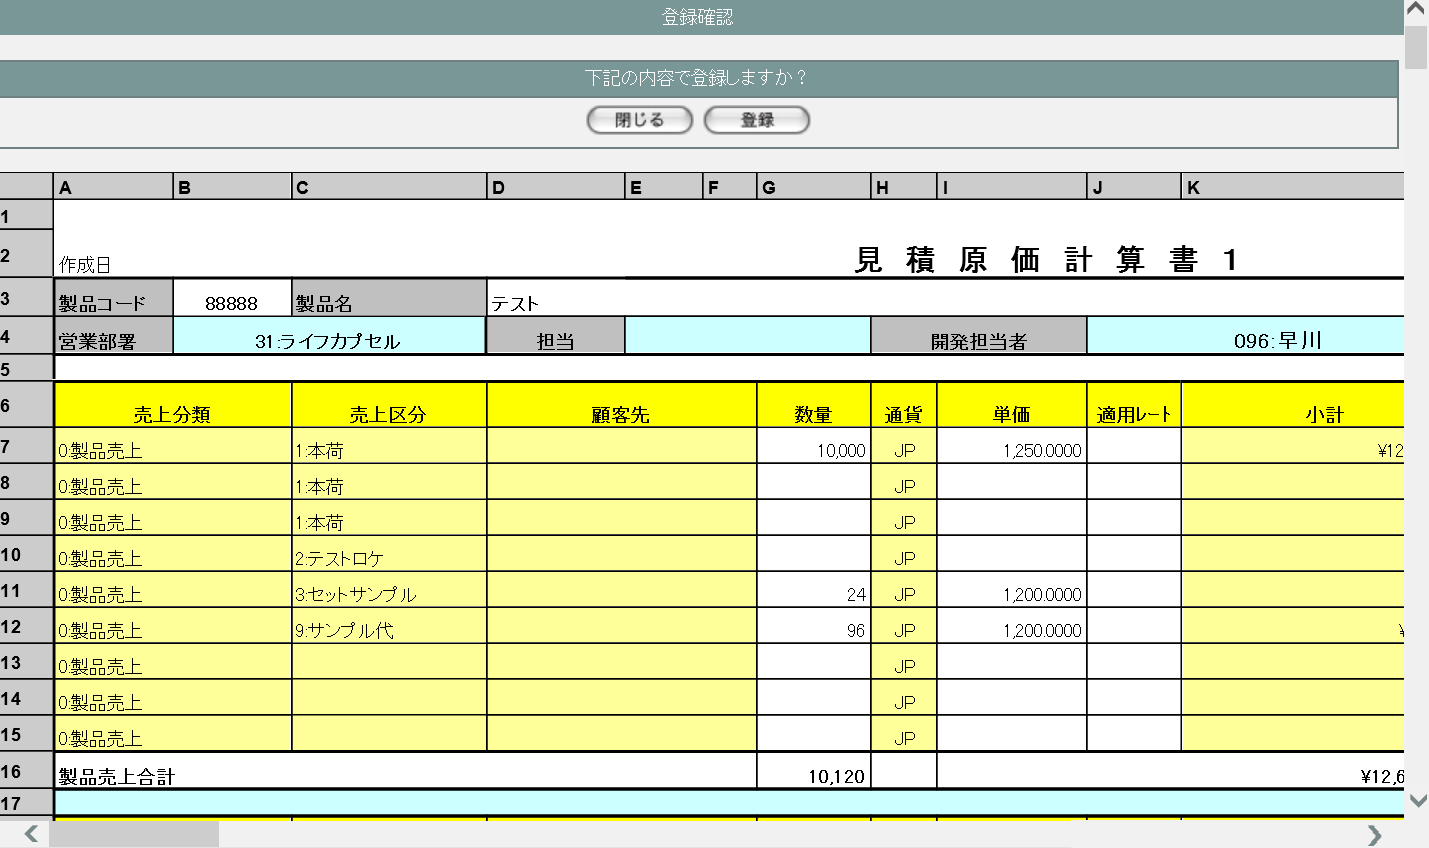 登録確認
下記の内容で登録しますか？
閉じる 登録
A B C D E F G H I J K
1
2 作成日 見積原価計算書1
3 製品コード 88888 製品名 テスト
4 営業部署 31:ライフカプセル 担当 開発担当者 096:早川
5
6 売上分類 売上区分 顧客先 数量 通貨 単価 適用レート 小計
7 0:製品売上 1:本荷 10,000 JP 1,250.0000 ¥12
8 0:製品売上 1:本荷 JP
9 0:製品売上 1:本荷 JP
10 0:製品売上 2:テストロケ JP
11 0:製品売上 3:セットサンプル 24 JP 1,200.0000
12 0:製品売上 9:サンプル代 96 JP 1,200.0000 ¥
13 0:製品売上 JP
14 0:製品売上 JP
15 0:製品売上 JP
16 製品売上合計 10,120 ¥12,6
17